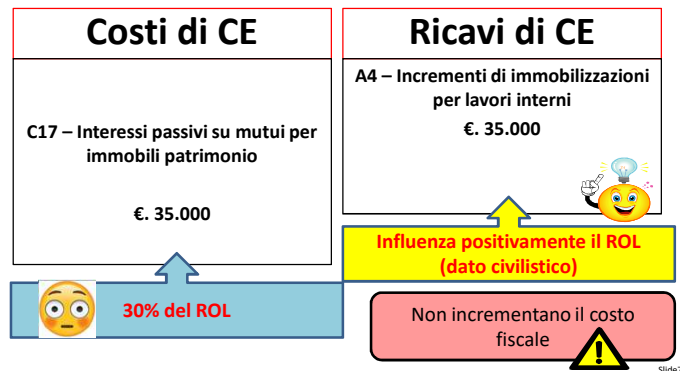 Costi di CE
C17 – Interessi passivi su mutui per
immobili patrimonio
€. 35.000
30% del ROL
Ricavi di CE
A4 – Incrementi di immobilizzazioni
per lavori interni
€. 35.000
Influenza positivamente il ROL
(dato civilistico)
Non incrementano il costo
fiscale